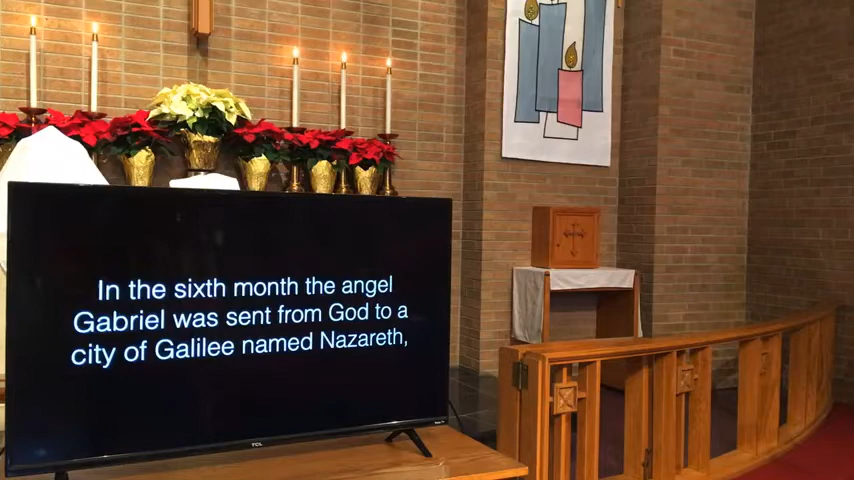 In the sixth month the angel
Gabriel was sent from God to a
city of Galilee named Nazareth,
TCL